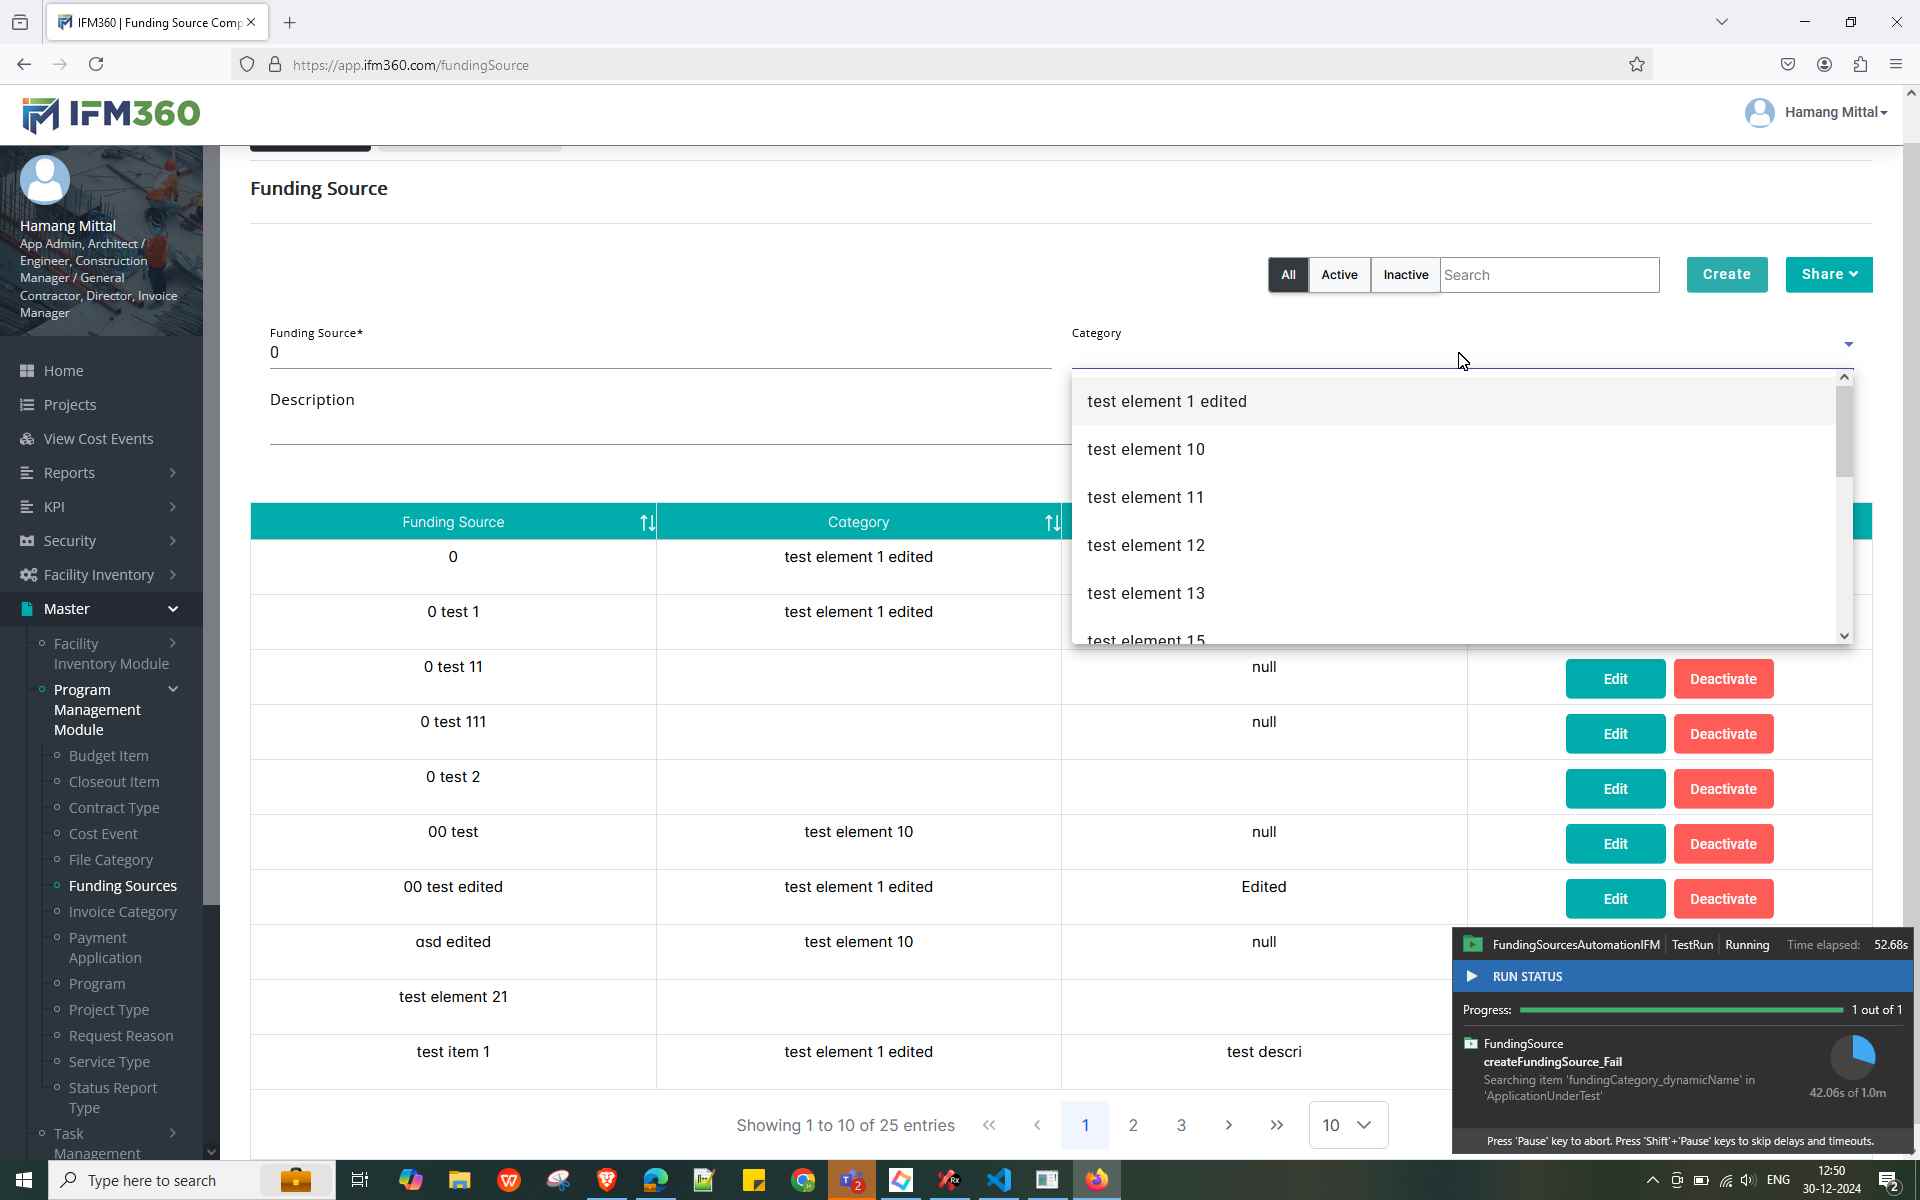 IFM360 | Funding Source Comp
https://app.ifm360.com/fundingSource
IFM360
Hamang Mittal
Hamang Mittal
App Admin, Architect /
Engineer, Construction
Manager / General
Contractor, Director, Invoice
Manager
Home
Projects
View Cost Events
Reports
KPI
Security
Facility Inventory
Master
Facility
Inventory Module
Program
Management
Module
Budget Item
Closeout Item
Contract Type
Cost Event
File Category
Funding Sources
Invoice Category
Payment
Application
Program
Project Type
Request Reason
Service Type
Status Report
Type
Task
Management
Funding Source
All Active Inactive Search Create Share
Funding Source* Category
0
Description
test element 1 edited
test element 10
test element 11
test element 12
test element 13
test element 15
Funding Source Category
0 test element 1 edited
0 test 1 test element 1 edited
0 test 11 null Edit Deactivate
0 test 111 null Edit Deactivate
0 test 2 Edit Deactivate
00 test test element 10 null Edit Deactivate
00 test edited test element 1 edited Edited Edit Deactivate
asd edited test element 10 null
test element 21
test item 1 test element 1 edited test descri
Showing 1 to 10 of 25 entries « ‹ 1 2 3 › » 10
FundingSourcesAutomationIFM TestRun Running Time elapsed: 52.68s
RUN STATUS
Progress: 1 out of 1
FundingSource
createFundingSource_Fail
Searching item 'fundingCategory_dynamicName' in
'ApplicationUnderTest'
42.06s of 1.0m
Press 'Pause' key to abort. Press 'Shift'+'Pause' keys to skip delays and timeouts.
Type here to search
ENG
12:50
30-12-2024
2
2